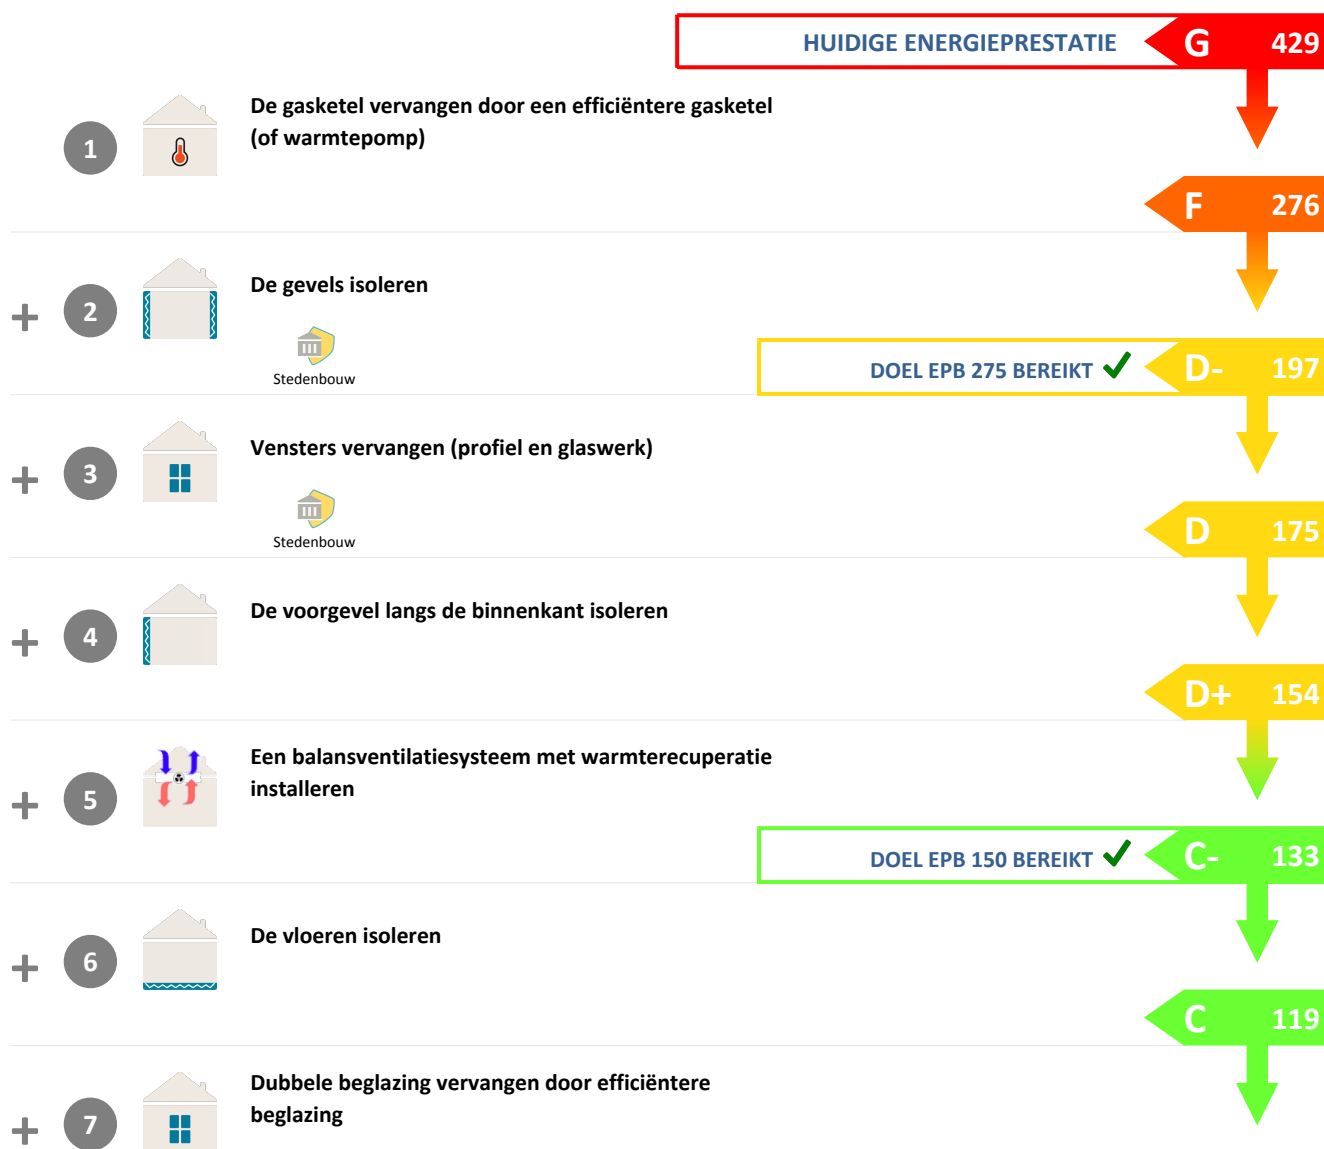 HUIDIGE ENERGIEPRESTATIE G 429
De gasketel vervangen door een efficiëntere gasketel
1
(of warmtepomp)
F 276
De gevels isoleren
+ 2
Stedenbouw
DOEL EPB 275 BEREIKT D- 197
Vensters vervangen (profiel en glaswerk)
+ 3
Stedenbouw
D 175
De voorgevel langs de binnenkant isoleren
+ 4
D+ 154
Een balansventilatiesysteem met warmterecuperatie
installeren
+ 5
DOEL EPB 150 BEREIKT C- 133
De vloeren isoleren
+ 6
C 119
Dubbele beglazing vervangen door efficiëntere
beglazing
+ 7